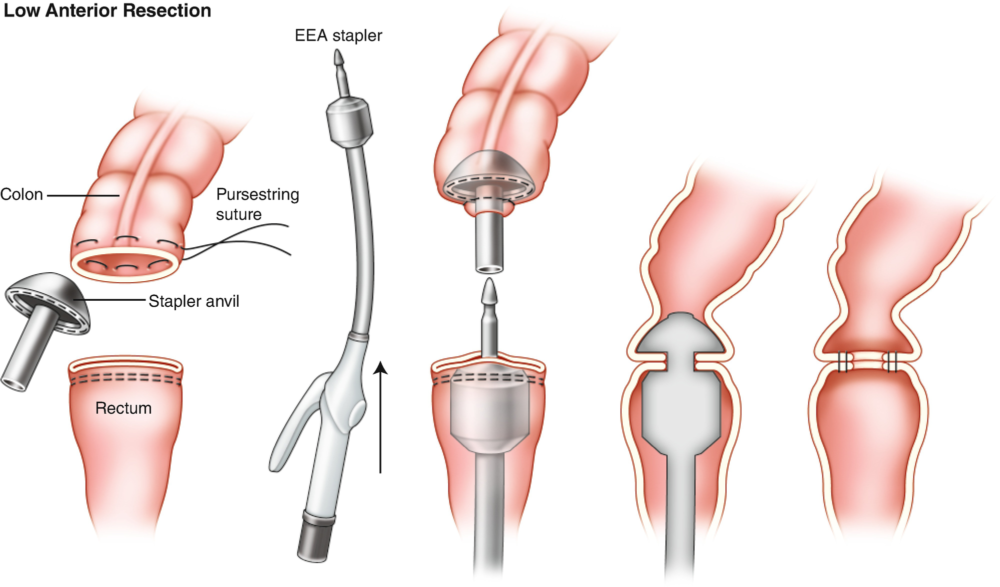 Low Anterior Resection
EEA stapler
Colon
Pursestring
suture
Stapler anvil
Rectum